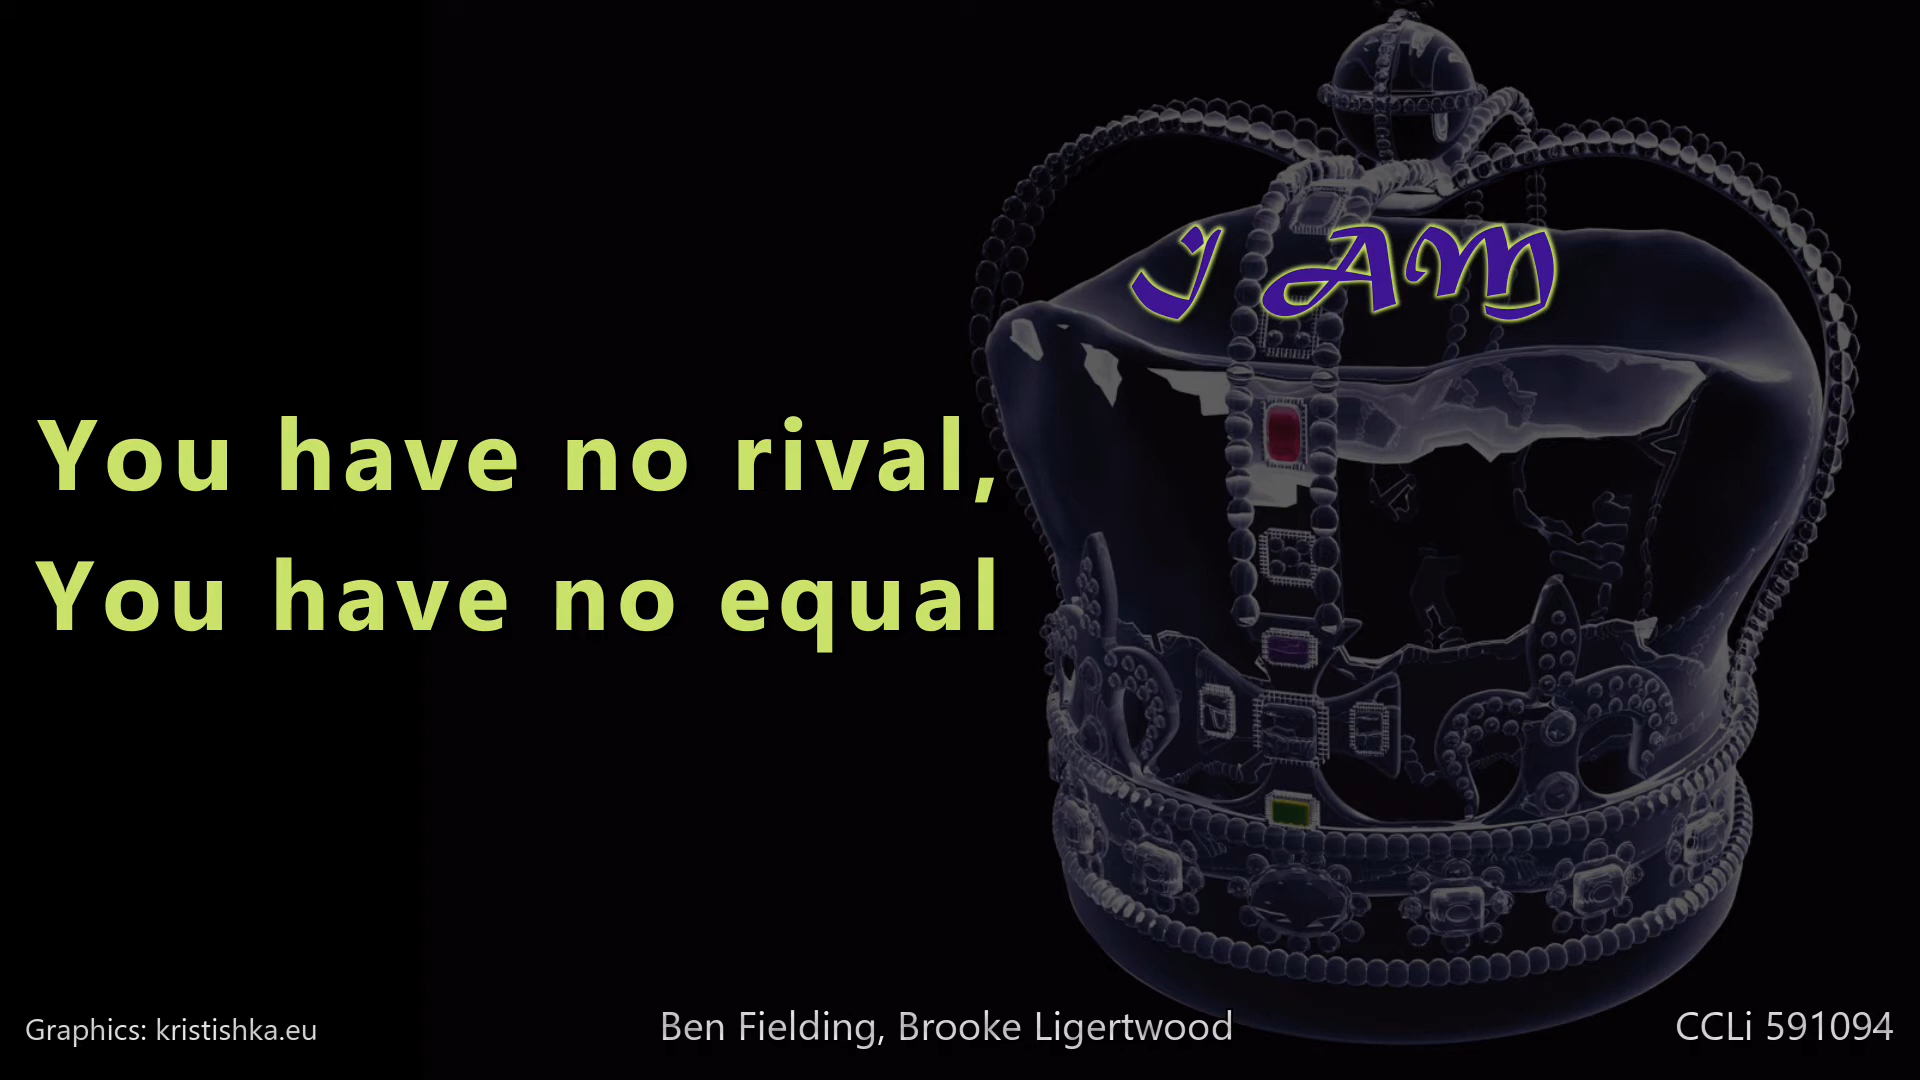 I AM
You have no rival,
You have no equal
Graphics: kristishka.eu
Ben Fielding, Brooke Ligertwood
CCLi 591094